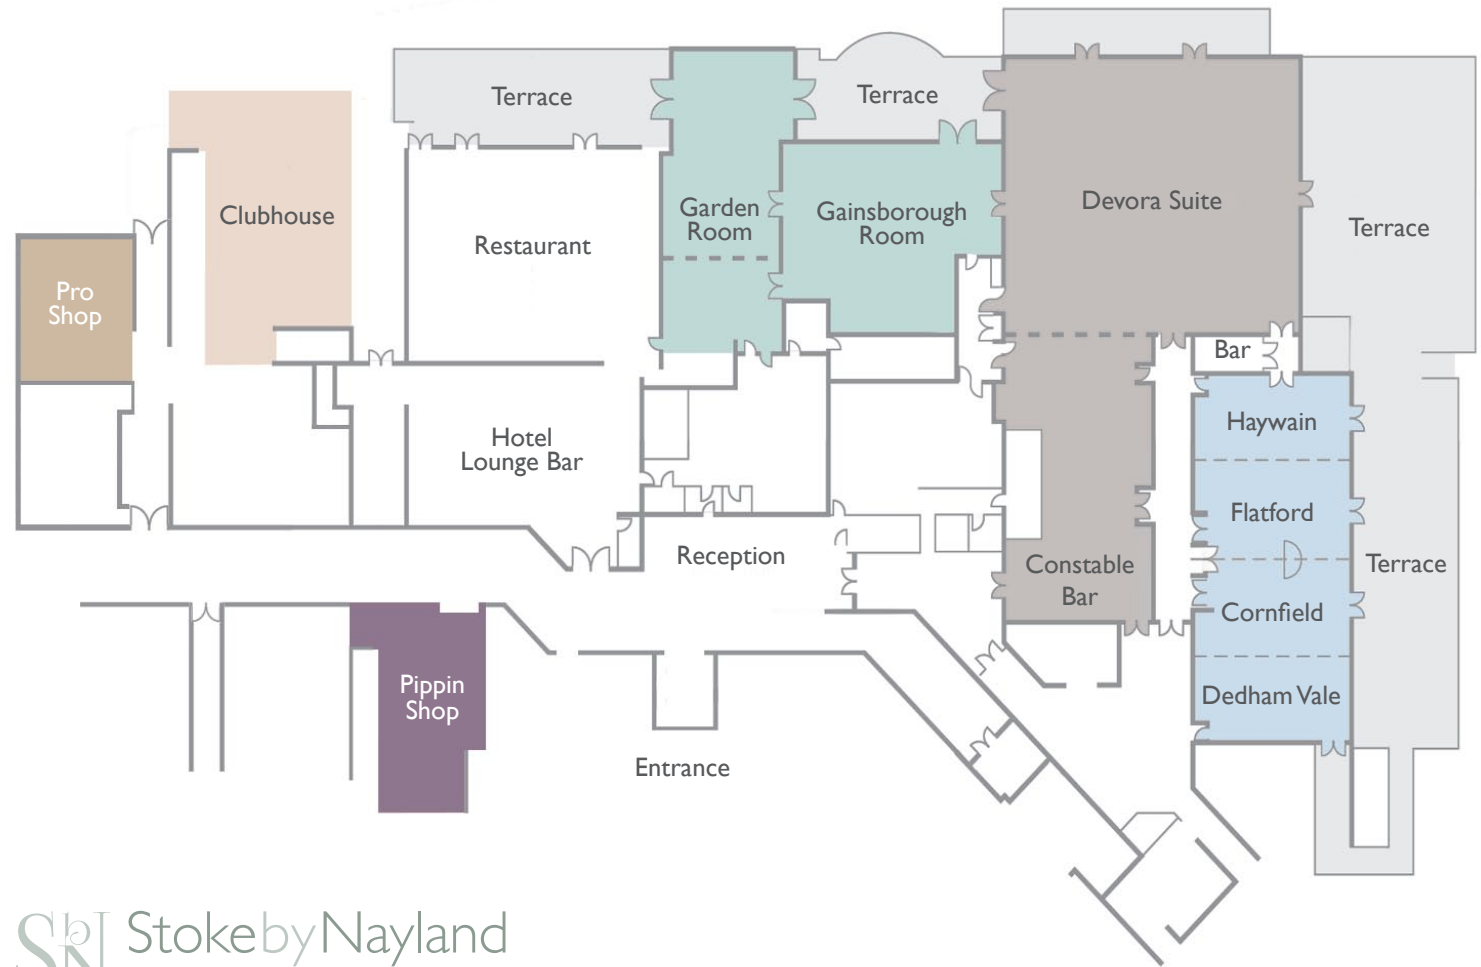 Terrace
Terrace
Devora Suite
Terrace
Clubhouse
Restaurant
Garden
Room
Gainsborough
Room
Pro
Shop
Bar
Haywain
Hotel
Lounge Bar
Flatford
Reception
Constable
Bar
Terrace
Cornfield
Pippin
Shop
Dedham Vale
Entrance
SbN
StokebyNayland